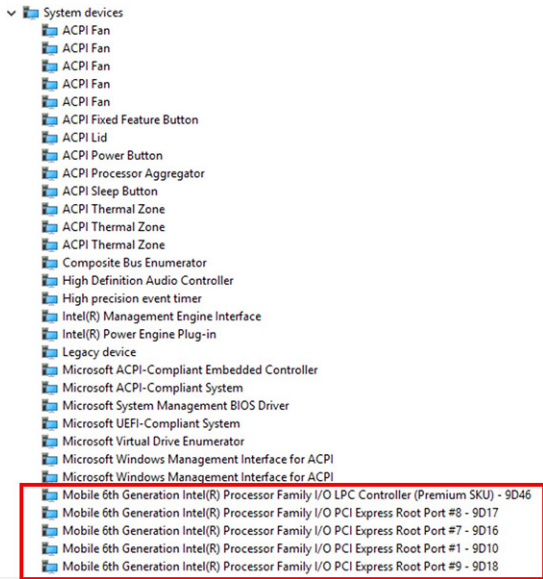 System devices
ACPI Fan
ACPI Fan
ACPI Fan
ACPI Fan
ACPI Fan
ACPI Fixed Feature Button
ACPI Lid
ACPI Power Button
ACPI Processor Aggregator
ACPI Sleep Button
ACPI Thermal Zone
ACPI Thermal Zone
ACPI Thermal Zone
Composite Bus Enumerator
High Definition Audio Controller
High precision event timer
Intel(R) Management Engine Interface
Intel(R) Power Engine Plug-in
Legacy device
Microsoft ACPI-Compliant Embedded Controller
Microsoft ACPI-Compliant System
Microsoft System Management BIOS Driver
Microsoft UEFI-Compliant System
Microsoft Virtual Drive Enumerator
Microsoft Windows Management Interface for ACPI
Microsoft Windows Management Interface for ACPI
Mobile 6th Generation Intel(R) Processor Family I/O LPC Controller (Premium SKU) - 9D46
Mobile 6th Generation Intel(R) Processor Family I/O PCI Express Root Port #8 - 9D17
Mobile 6th Generation Intel(R) Processor Family I/O PCI Express Root Port #7 - 9D16
Mobile 6th Generation Intel(R) Processor Family I/O PCI Express Root Port #1 - 9D10
Mobile 6th Generation Intel(R) Processor Family I/O PCI Express Root Port #9 - 9D18